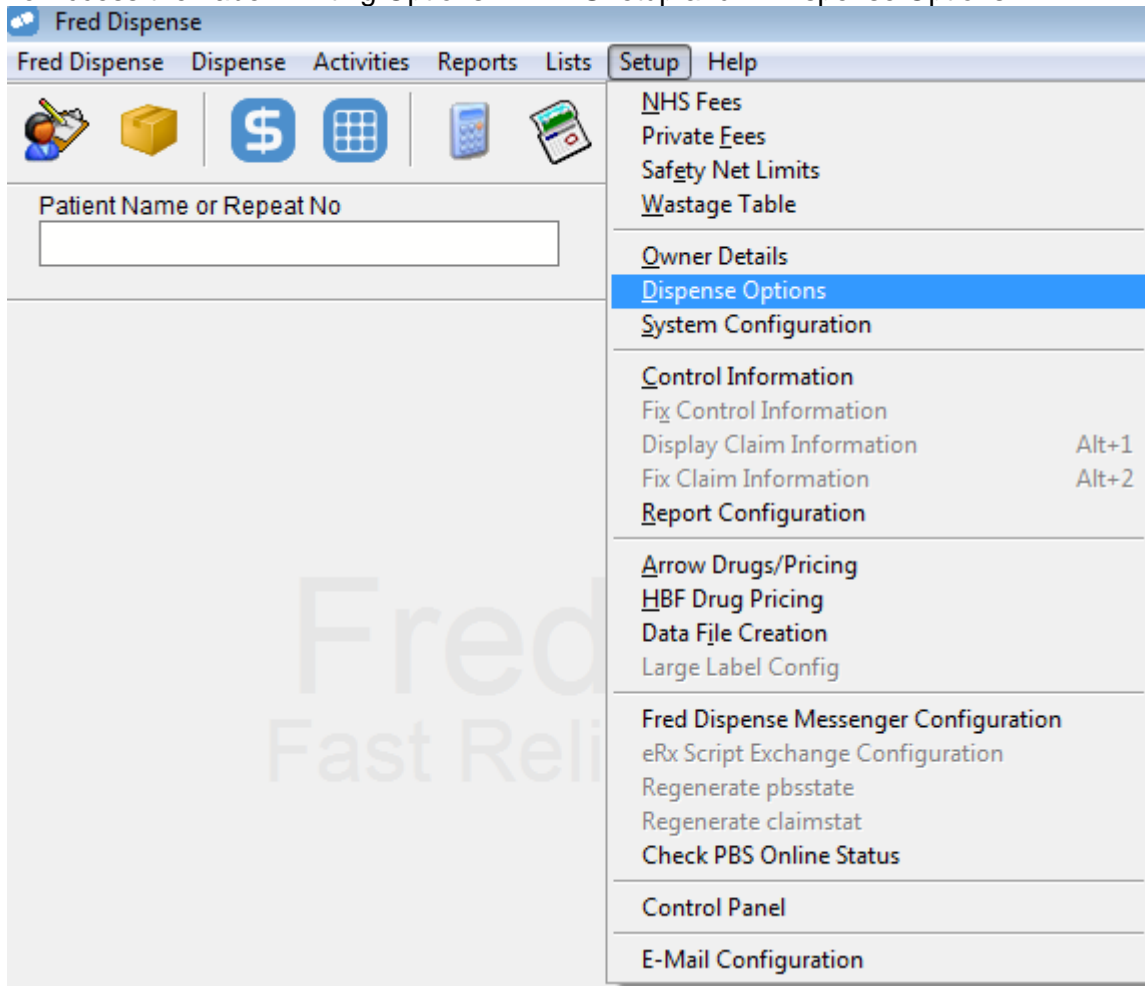 Fred Dispense
Fred Dispense Dispense Activities Reports Lists Setup Help
NHS Fees
Private Fees
Safety Net Limits
Wastage Table
Patient Name or Repeat No
Owner Details
Dispense Options
System Configuration
Control Information
Fix Control Information
Display Claim Information Alt+1
Fix Claim Information Alt+2
Report Configuration
Arrow Drugs/Pricing
HBF Drug Pricing
Data File Creation
Large Label Config
Fred
Fast Reli
Fred Dispense Messenger Configuration
eRx Script Exchange Configuration
Regenerate pbsstate
Regenerate claimstat
Check PBS Online Status
Control Panel
E-Mail Configuration